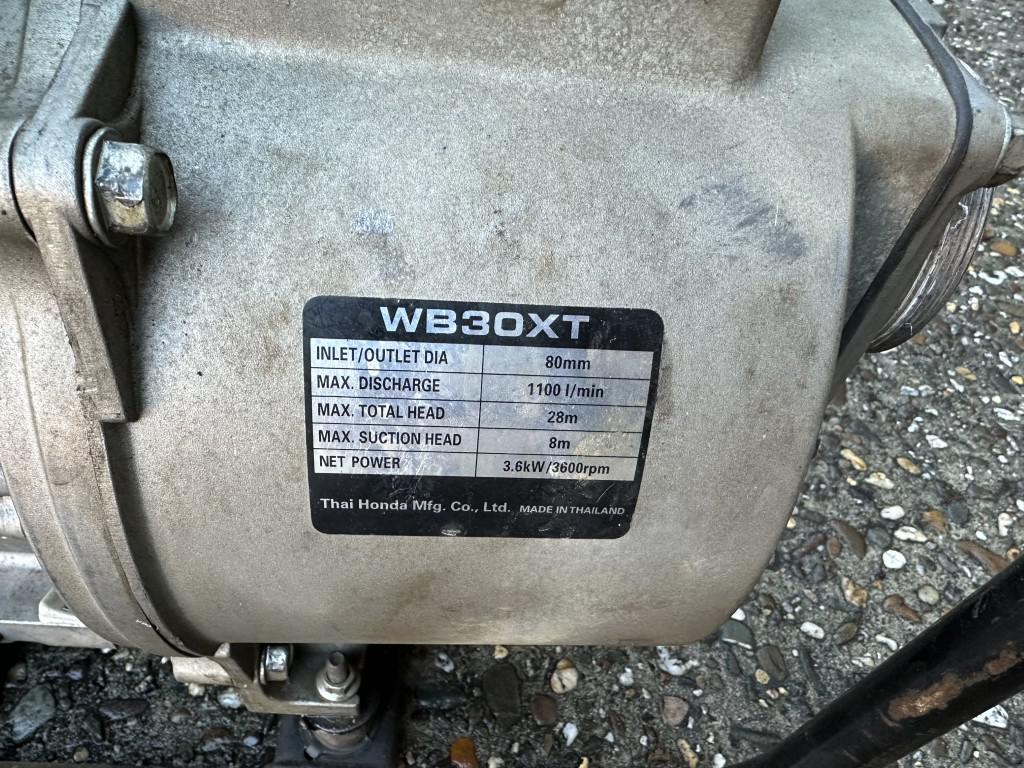 WB30XT
INLET/OUTLET DIA 80mm
MAX. DISCHARGE 1100 l/min
MAX. TOTAL HEAD 28m
MAX. SUCTION HEAD 8m
NET POWER 3.6kW/3600rpm
Thai Honda Mfg. Co., Ltd. MADE IN THAILAND